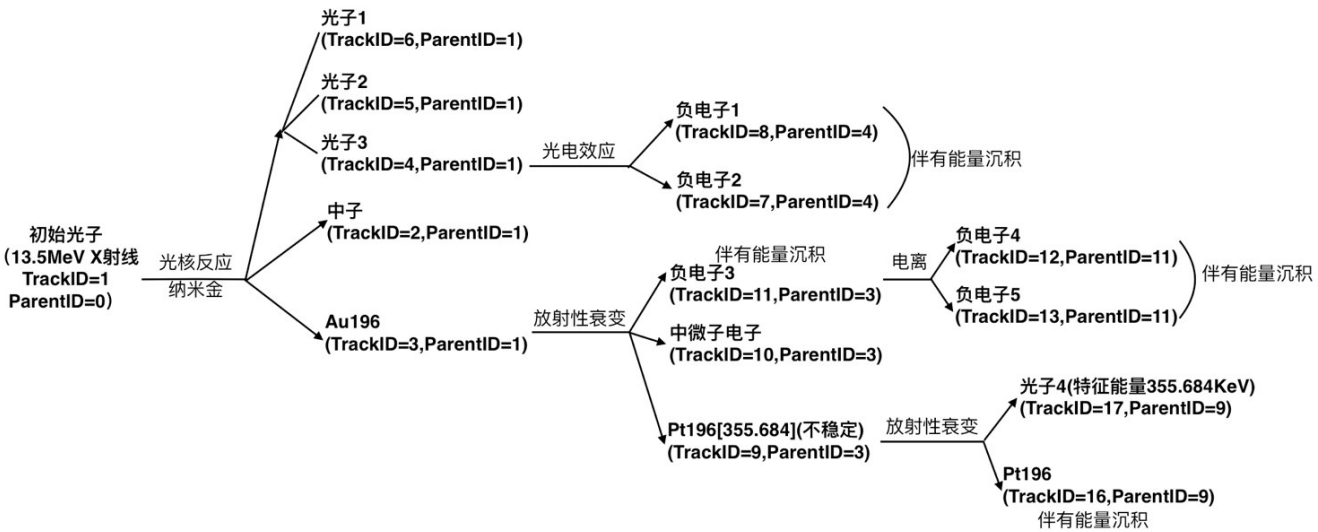 光子1
(TrackID=6,ParentID=1)
光子2
(TrackID=5,ParentID=1)
光子3
(TrackID=4,ParentID=1)
光电效应
负电子1
(TrackID=8,ParentID=4)
负电子2
(TrackID=7,ParentID=4)
伴有能量沉积
初始光子
(13.5MeV X射线
TrackID=1
ParentID=0)
光核反应
纳米金
中子
(TrackID=2,ParentID=1)
Au196
(TrackID=3,ParentID=1)
放射性衰变
伴有能量沉积
负电子3
(TrackID=11,ParentID=3)
电离
负电子4
(TrackID=12,ParentID=11)
负电子5
(TrackID=13,ParentID=11)
伴有能量沉积
中微子电子
(TrackID=10,ParentID=3)
Pt196[355.684](不稳定)
(TrackID=9,ParentID=3)
放射性衰变
光子4(特征能量355.684KeV)
(TrackID=17,ParentID=9)
Pt196
(TrackID=16,ParentID=9)
伴有能量沉积